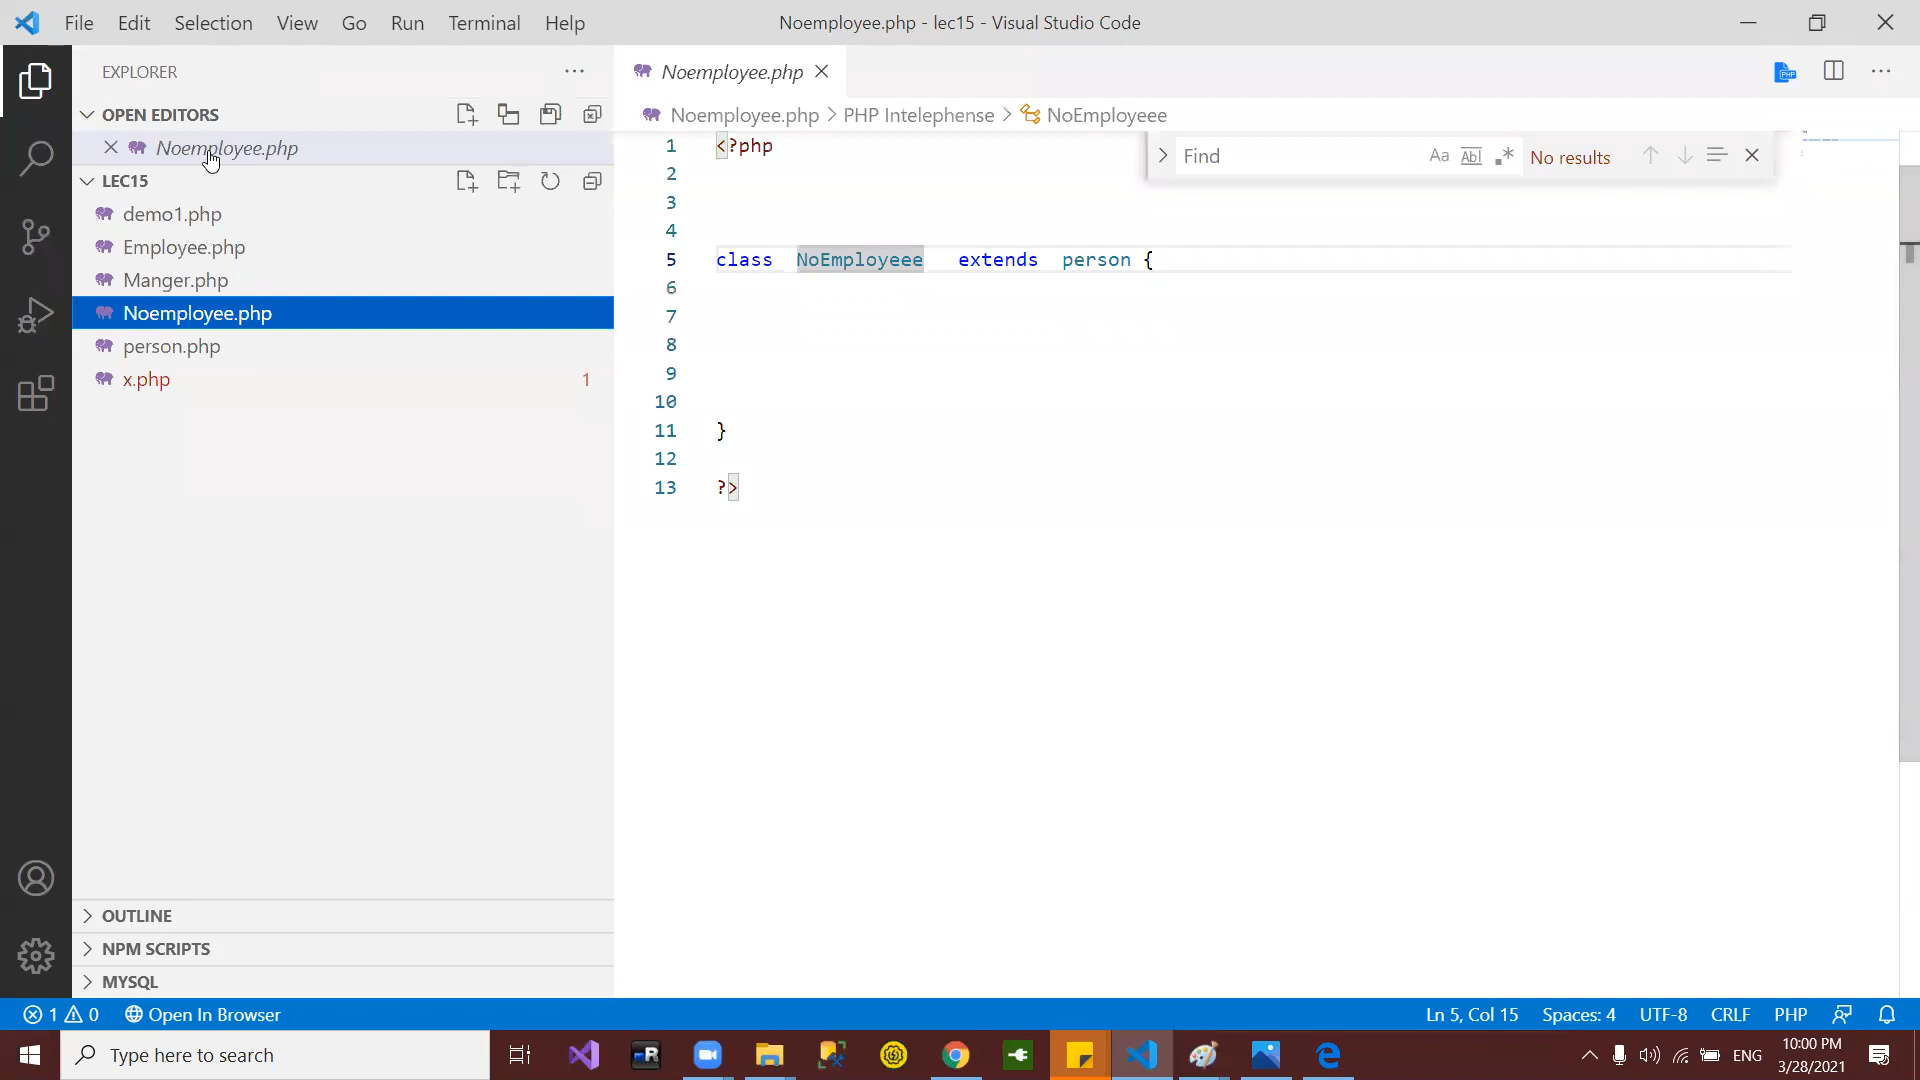 File Edit Selection View Go Run Terminal Help
Noemployee.php - lec15 - Visual Studio Code
EXPLORER
OPEN EDITORS
Noemployee.php
LEC15
demo1.php
Employee.php
Manger.php
Noemployee.php
person.php
x.php 1
OUTLINE
NPM SCRIPTS
MYSQL
Noemployee.php
Noemployee.php > PHP Intelephense > NoEmployeee
Find Aa Abl .* No results
1 <?php
2
3
4
5 class NoEmployeee extends person {
6
7
8
9
10
11 }
12
13 ?>
1 0 Open In Browser
Ln 5, Col 15 Spaces: 4 UTF-8 CRLF PHP
Type here to search
ENG
10:00 PM
3/28/2021